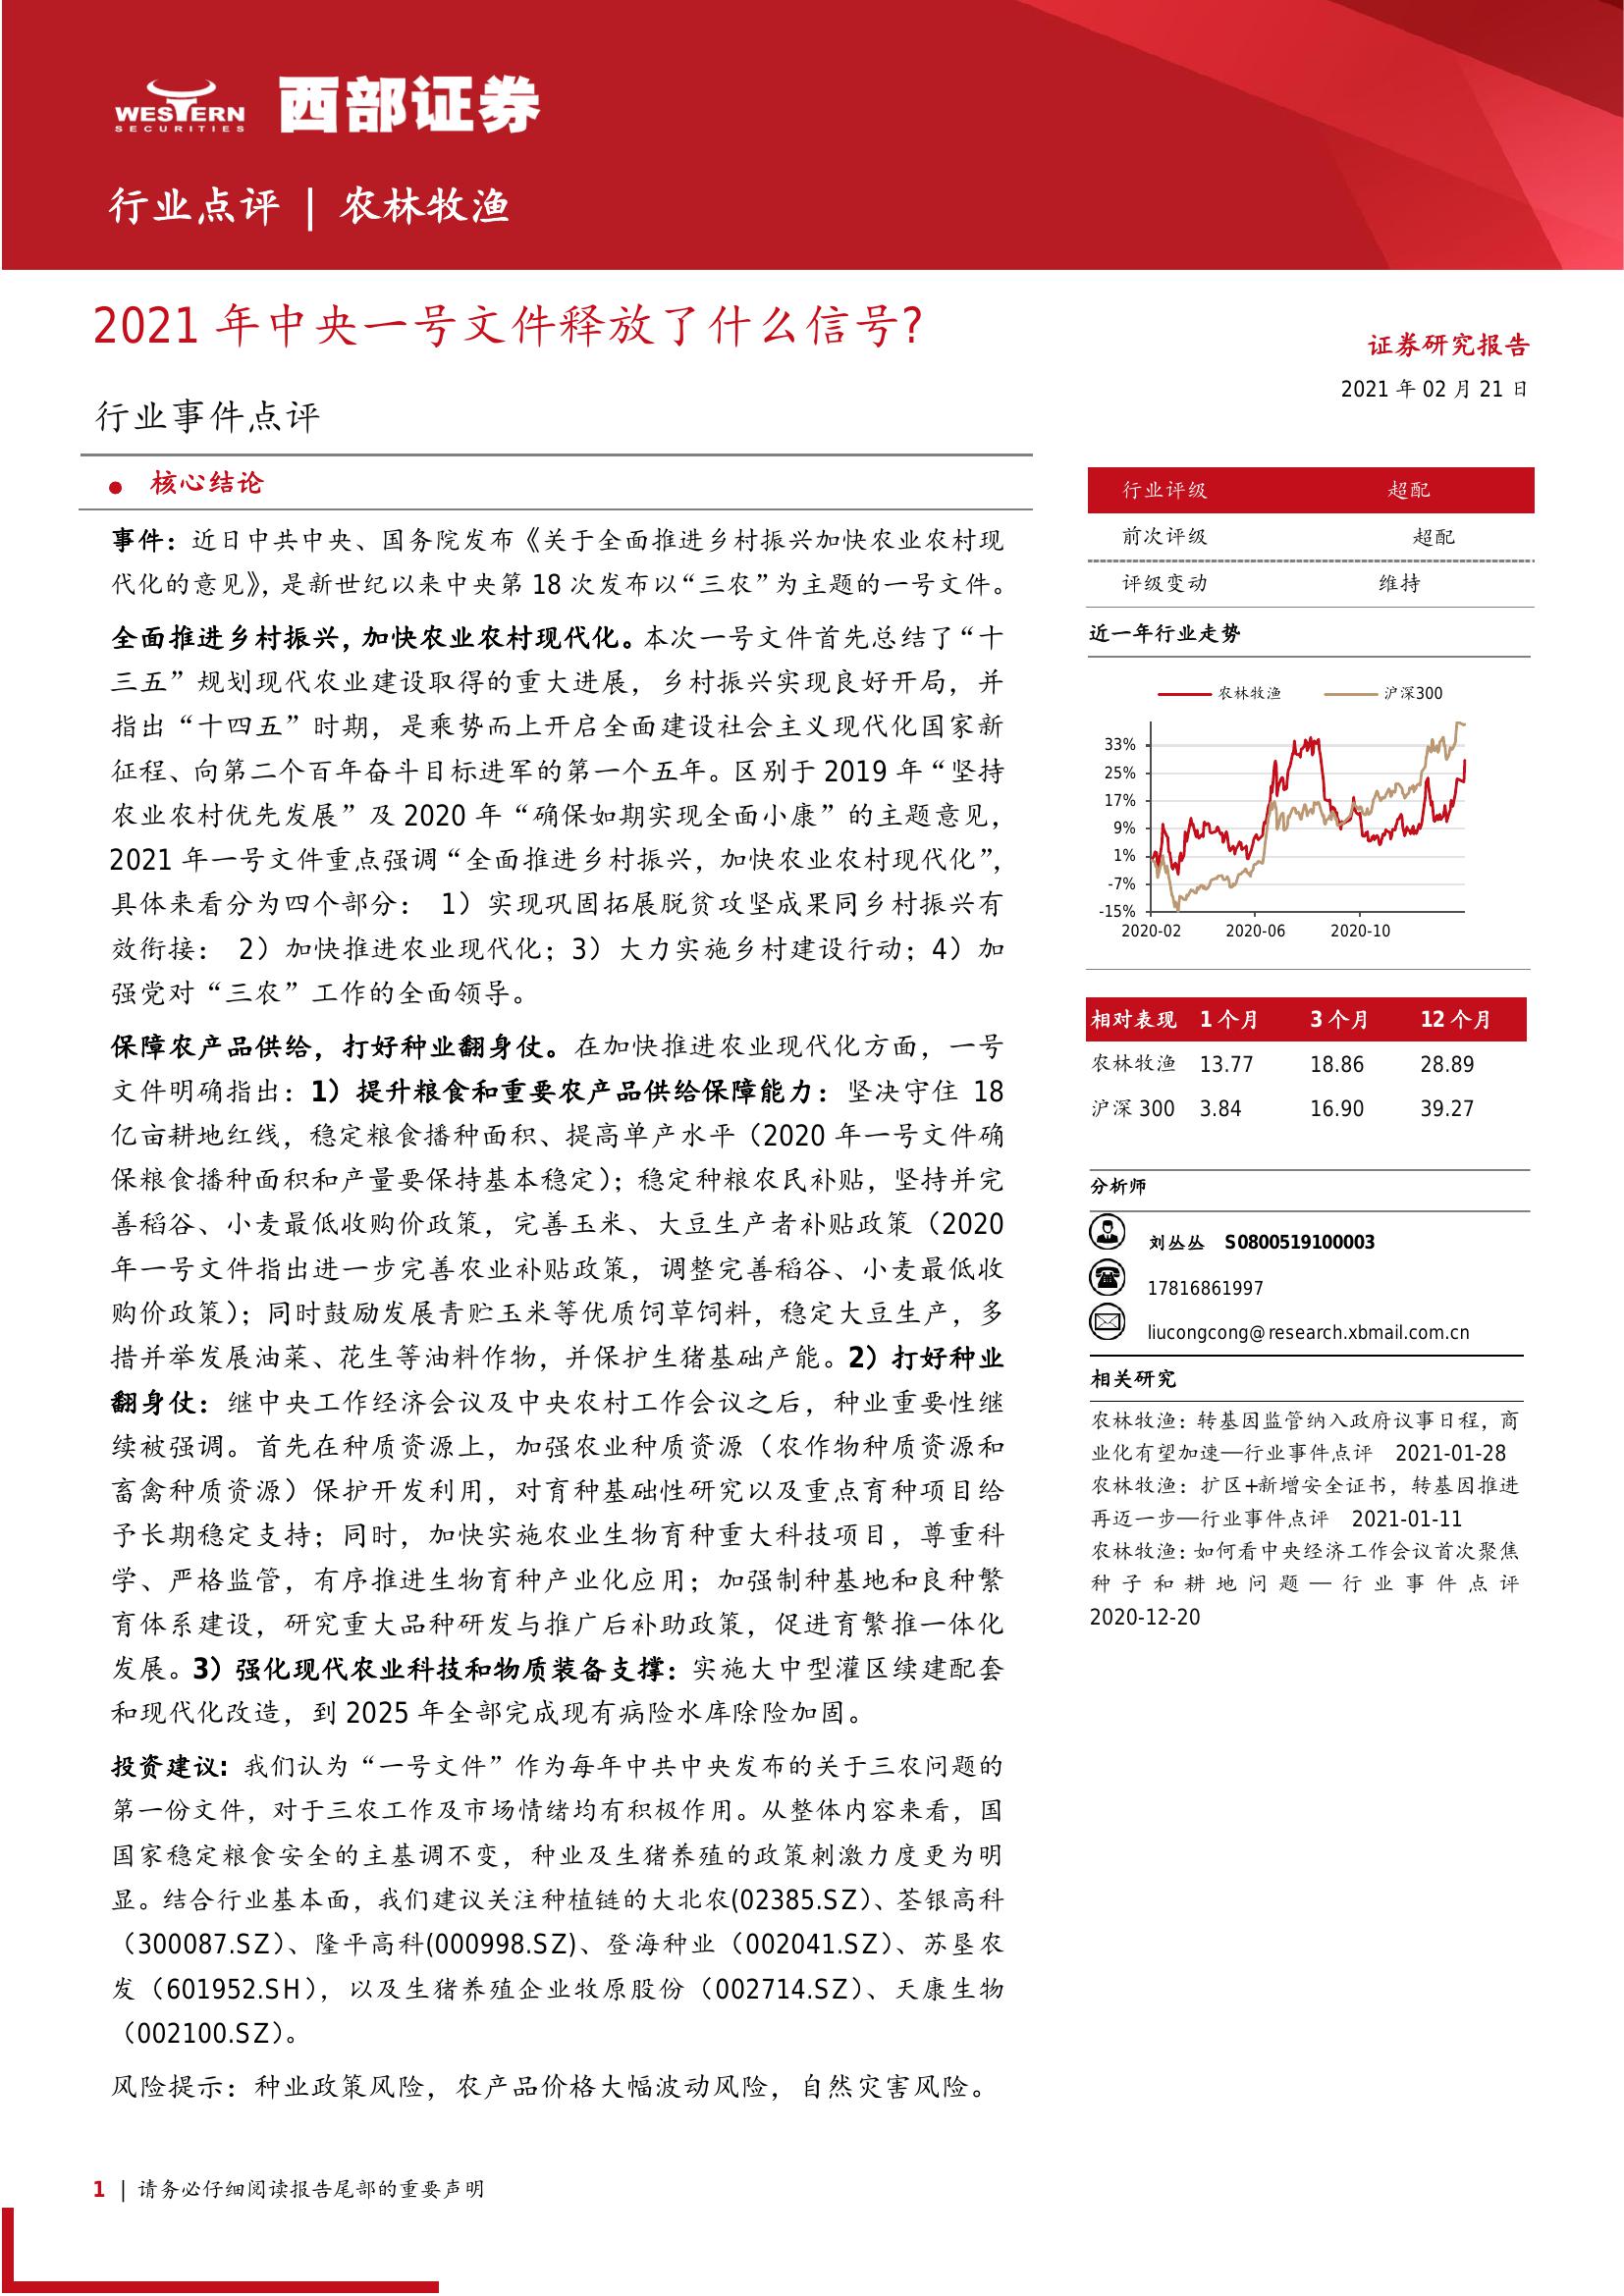 WESTERN
SECURITIES
西部证券
行业点评 | 农林牧渔
2021 年中央一号文件释放了什么信号?
行业事件点评
证券研究报告
2021 年 02 月 21 日
● 核心结论
事件：近日中共中央、国务院发布《关于全面推进乡村振兴加快农业农村现
代化的意见》，是新世纪以来中央第 18 次发布以“三农”为主题的一号文件。
全面推进乡村振兴，加快农业农村现代化。本次一号文件首先总结了“十
三五”规划现代农业建设取得的重大进展，乡村振兴实现良好开局，并
指出“十四五”时期，是乘势而上开启全面建设社会主义现代化国家新
征程、向第二个百年奋斗目标进军的第一个五年。区别于 2019 年“坚持
农业农村优先发展”及 2020 年“确保如期实现全面小康”的主题意见，
2021 年一号文件重点强调“全面推进乡村振兴，加快农业农村现代化”，
具体来看分为四个部分： 1）实现巩固拓展脱贫攻坚成果同乡村振兴有
效衔接： 2）加快推进农业现代化；3）大力实施乡村建设行动；4）加
强党对“三农”工作的全面领导。
保障农产品供给，打好种业翻身仗。在加快推进农业现代化方面，一号
文件明确指出：1）提升粮食和重要农产品供给保障能力：坚决守住 18
亿亩耕地红线，稳定粮食播种面积、提高单产水平（2020 年一号文件确
保粮食播种面积和产量要保持基本稳定）；稳定种粮农民补贴，坚持并完
善稻谷、小麦最低收购价政策，完善玉米、大豆生产者补贴政策（2020
年一号文件指出进一步完善农业补贴政策，调整完善稻谷、小麦最低收
购价政策）；同时鼓励发展青贮玉米等优质饲草饲料，稳定大豆生产，多
措并举发展油菜、花生等油料作物，并保护生猪基础产能。2）打好种业
翻身仗：继中央工作经济会议及中央农村工作会议之后，种业重要性继
续被强调。首先在种质资源上，加强农业种质资源（农作物种质资源和
畜禽种质资源）保护开发利用，对育种基础性研究以及重点育种项目给
予长期稳定支持；同时，加快实施农业生物育种重大科技项目，尊重科
学、严格监管，有序推进生物育种产业化应用；加强制种基地和良种繁
育体系建设，研究重大品种研发与推广后补助政策，促进育繁推一体化
发展。3）强化现代农业科技和物质装备支撑：实施大中型灌区续建配套
和现代化改造，到 2025 年全部完成现有病险水库除险加固。
投资建议：我们认为“一号文件”作为每年中共中央发布的关于三农问题的
第一份文件，对于三农工作及市场情绪均有积极作用。从整体内容来看，国
国家稳定粮食安全的主基调不变，种业及生猪养殖的政策刺激力度更为明
显。结合行业基本面，我们建议关注种植链的大北农(02385.SZ)、荃银高科
（300087.SZ）、隆平高科(000998.SZ)、登海种业（002041.SZ）、苏垦农
发（601952.SH），以及生猪养殖企业牧原股份（002714.SZ）、天康生物
（002100.SZ）。
风险提示：种业政策风险，农产品价格大幅波动风险，自然灾害风险。
行业评级 超配
前次评级 超配
评级变动 维持
近一年行业走势
农林牧渔 沪深300
33%
25%
17%
9%
1%
-7%
-15%
2020-02 2020-06 2020-10
相对表现 1 个月 3 个月 12 个月
农林牧渔 13.77 18.86 28.89
沪深 300 3.84 16.90 39.27
分析师
刘丛丛 S0800519100003
17816861997
liucongcong@research.xbmail.com.cn
相关研究
农林牧渔：转基因监管纳入政府议事日程，商
业化有望加速—行业事件点评 2021-01-28
农林牧渔：扩区+新增安全证书，转基因推进
再迈一步—行业事件点评 2021-01-11
农林牧渔：如何看中央经济工作会议首次聚焦
种子和耕地问题—行业事件点评
2020-12-20
1 | 请务必仔细阅读报告尾部的重要声明